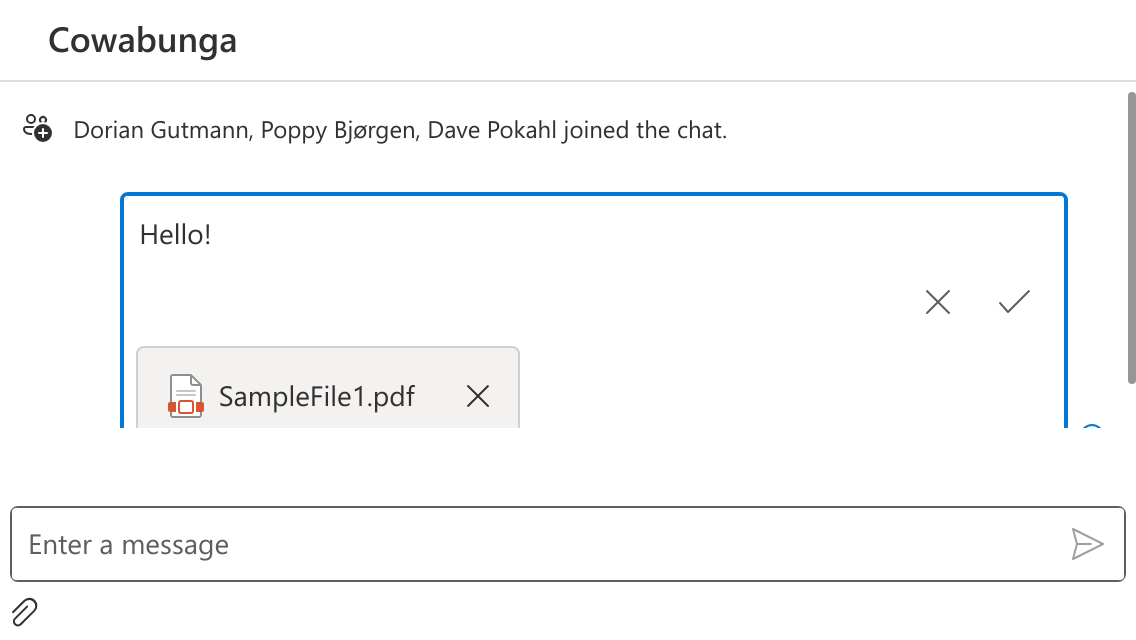 Cowabunga
Dorian Gutmann, Poppy Bjørgen, Dave Pokahl joined the chat.
Hello!
SampleFile1.pdf
Enter a message